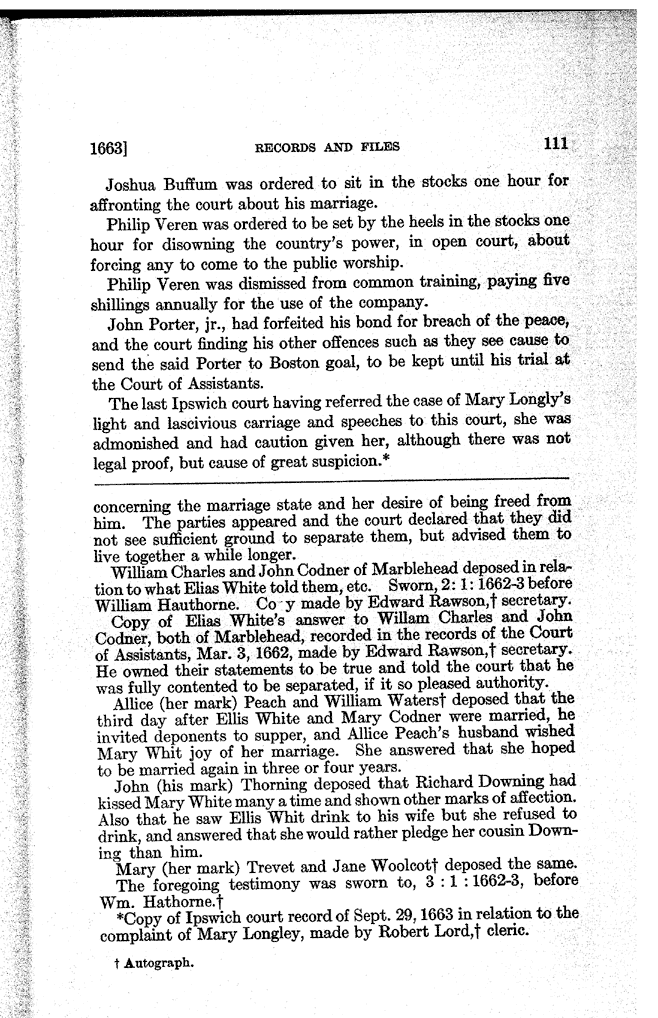 1663] RECORDS AND FILES 111
Joshua Buffum was ordered to sit in the stocks one hour for
affronting the court about his marriage.
Philip Veren was ordered to be set by the heels in the stocks one
hour for disowning the country's power, in open court, about
forcing any to come to the public worship.
Philip Veren was dismissed from common training, paying five
shillings annually for the use of the company.
John Porter, jr., had forfeited his bond for breach of the peace,
and the court finding his other offences such as they see cause to
send the said Porter to Boston goal, to be kept until his trial at
the Court of Assistants.
The last Ipswich court having referred the case of Mary Longly's
light and lascivious carriage and speeches to this court, she was
admonished and had caution given her, although there was not
legal proof, but cause of great suspicion.*
concerning the marriage state and her desire of being freed from
him. The parties appeared and the court declared that they did
not see sufficient ground to separate them, but advised them to
live together a while longer.
William Charles and John Codner of Marblehead deposed in rela-
tion to what Elias White told them, etc. Sworn, 2: 1: 1662-3 before
William Hauthorne. Co y made by Edward Rawson,† secretary.
Copy of Elias White's answer to Willam Charles and John
Codner, both of Marblehead, recorded in the records of the Court
of Assistants, Mar. 3, 1662, made by Edward Rawson,† secretary.
He owned their statements to be true and told the court that he
was fully contented to be separated, if it so pleased authority.
Allice (her mark) Peach and William Waters† deposed that the
third day after Ellis White and Mary Codner were married, he
invited deponents to supper, and Allice Peach's husband wished
Mary Whit joy of her marriage. She answered that she hoped
to be married again in three or four years.
John (his mark) Thorning deposed that Richard Downing had
kissed Mary White many a time and shown other marks of affection.
Also that he saw Ellis Whit drink to his wife but she refused to
drink, and answered that she would rather pledge her cousin Down-
ing than him.
Mary (her mark) Trevet and Jane Woolcot† deposed the same.
The foregoing testimony was sworn to, 3 : 1 : 1662-3, before
Wm. Hathorne.†
*Copy of Ipswich court record of Sept. 29, 1663 in relation to the
complaint of Mary Longley, made by Robert Lord,† cleric.
† Autograph.